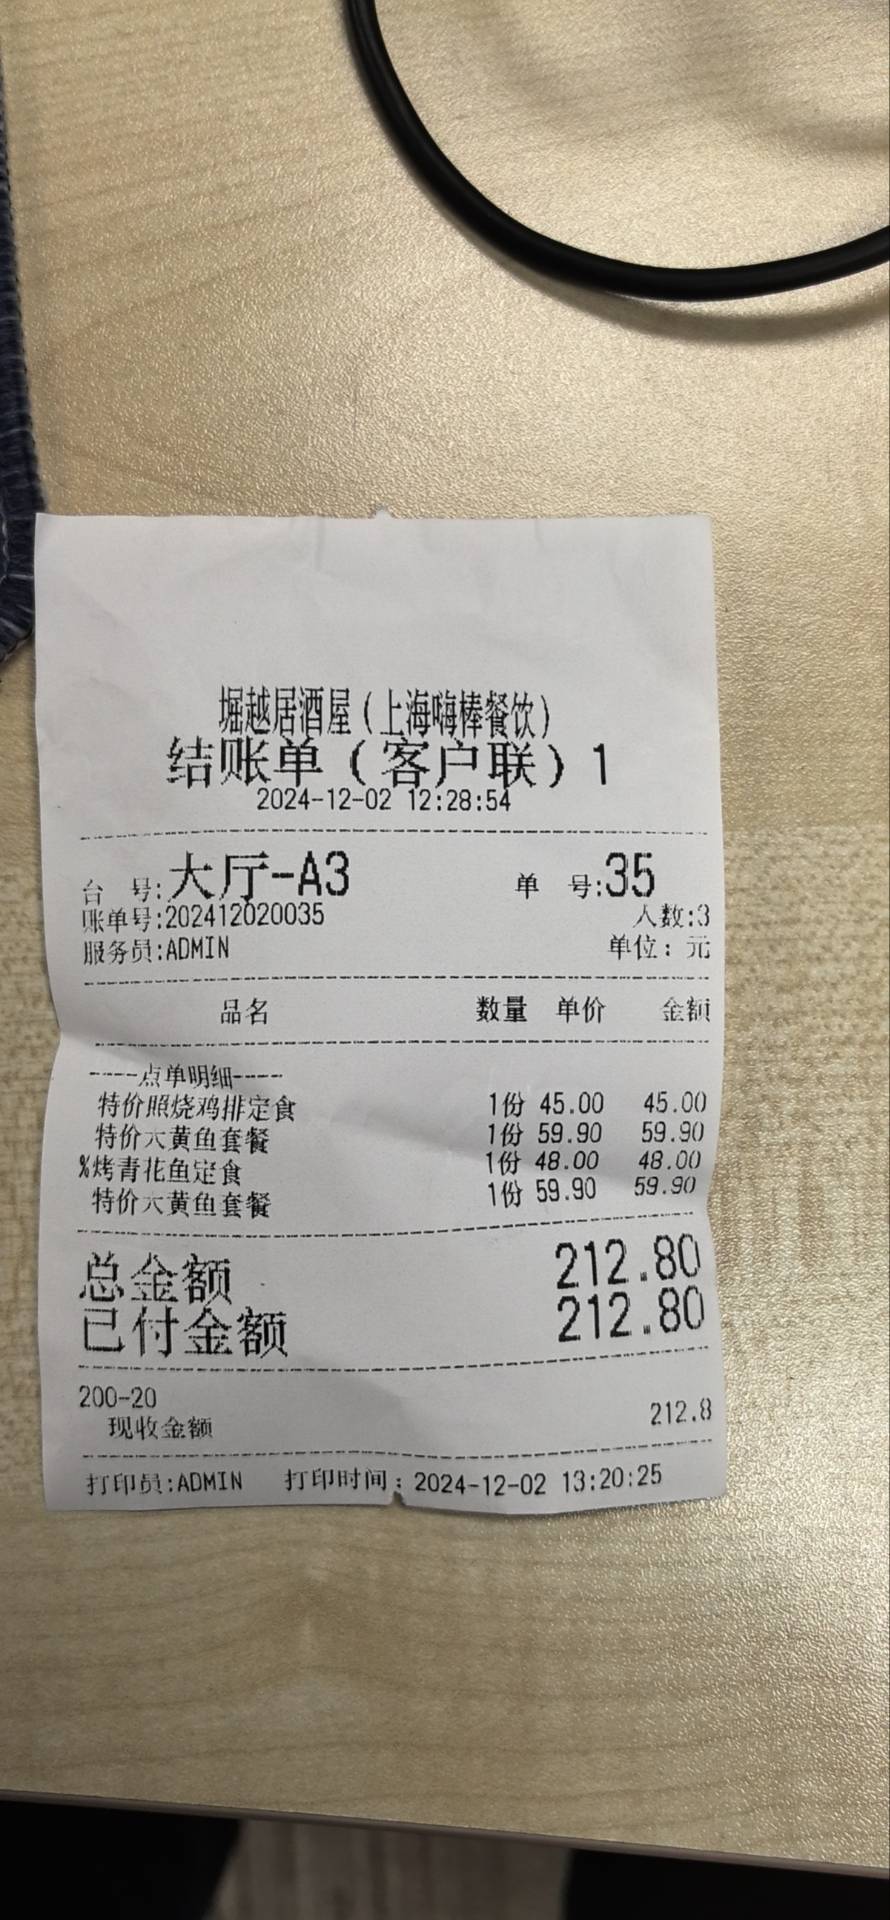 堀越居酒屋(上海嗨棒餐饮)
结账单(客户联)1
2024-12-02 12:28:54
台 号:大厅-A3 单 号:35
账单号:202412020035 人数:3
服务员:ADMIN 单位: 元
品名 数量 单价 金额
----点单明细----
特价照烧鸡排定食 1份 45.00 45.00
特价大黄鱼套餐 1份 59.90 59.90
%烤青花鱼定食 1份 48.00 48.00
特价大黄鱼套餐 1份 59.90 59.90
总金额 212.80
已付金额 212.80
200-20
现收金额 212.8
打印员:ADMIN 打印时间: 2024-12-02 13:20:25